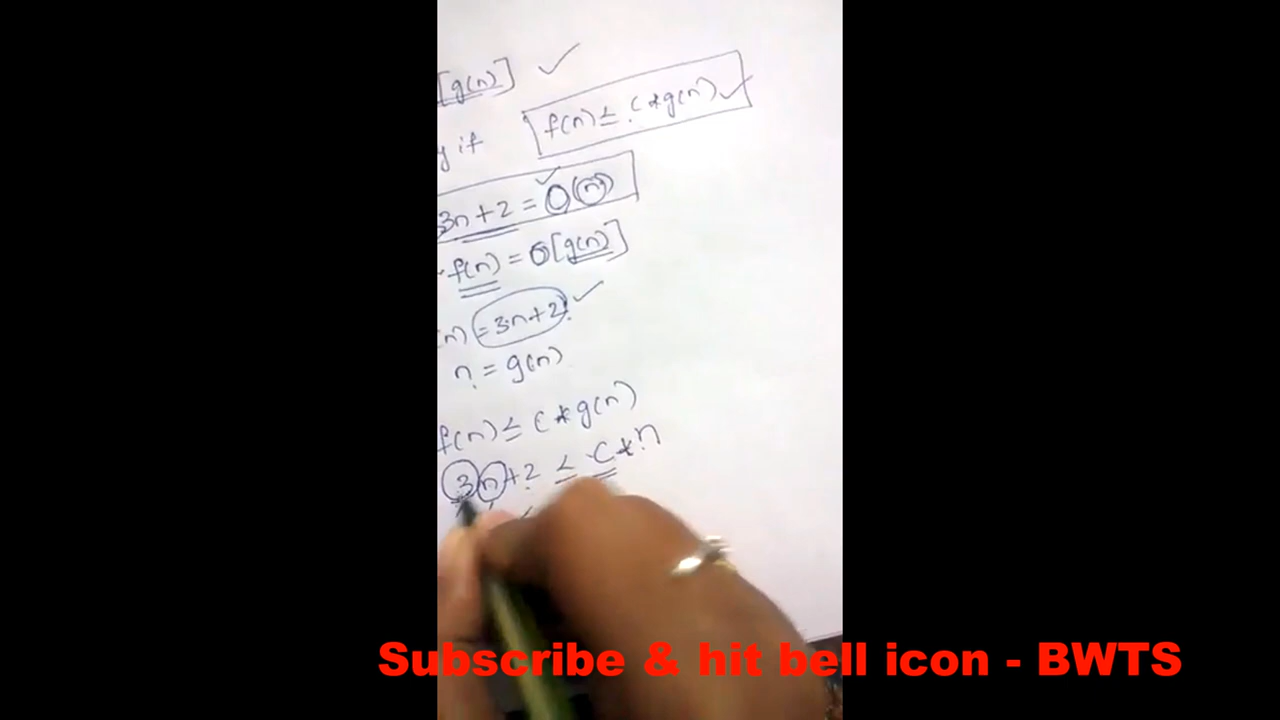 [g(n)] ✓
y if f(n) ≤ c * g(n) ✓
3n+2 = O(n)
f(n) = O[g(n)]
(n) = 3n+2 ✓
n = g(n)
f(n) ≤ c * g(n)
3n+2 ≤ c * n
Subscribe & hit bell icon - BWTS